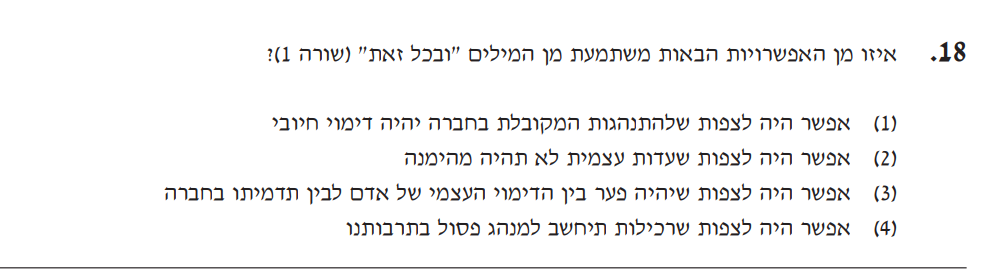 18. איזו מן האפשרויות הבאות משתמעת מן המילים "ובכל זאת" (שורה 1)?
(1) אפשר היה לצפות שלהתנהגות המקובלת בחברה יהיה דימוי חיובי
(2) אפשר היה לצפות שעדות עצמית לא תהיה מהימנה
(3) אפשר היה לצפות שיהיה פער בין הדימוי העצמי של אדם לבין תדמיתו בחברה
(4) אפשר היה לצפות שרכילות תיחשב למנהג פסול בתרבותנו